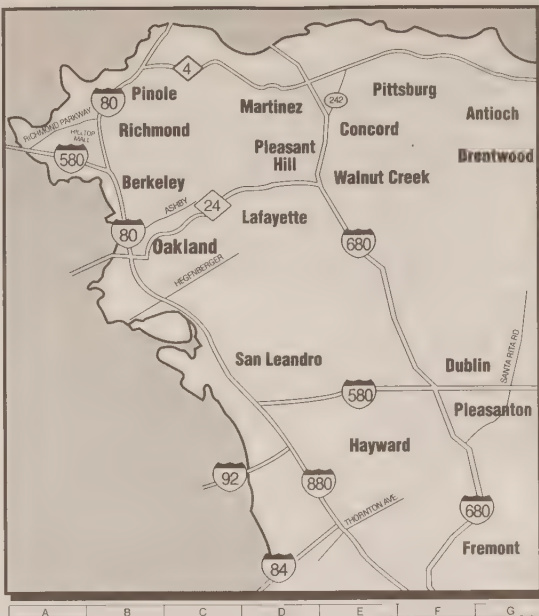 4
80
Pinole
242
Pittsburg
Martinez
Antioch
RICHMOND PARKWAY
HILLTOP
MALL
Richmond
Concord
Pleasant
Hill
Brentwood
580
Berkeley
Walnut Creek
ASHBY
24
Lafayette
80
Oakland
680
HEGENBERGER
San Leandro
Dublin
SANTA RITA RD
580
Pleasanton
Hayward
92
880
THORNTON AVE
680
84
Fremont
A B C D E F G